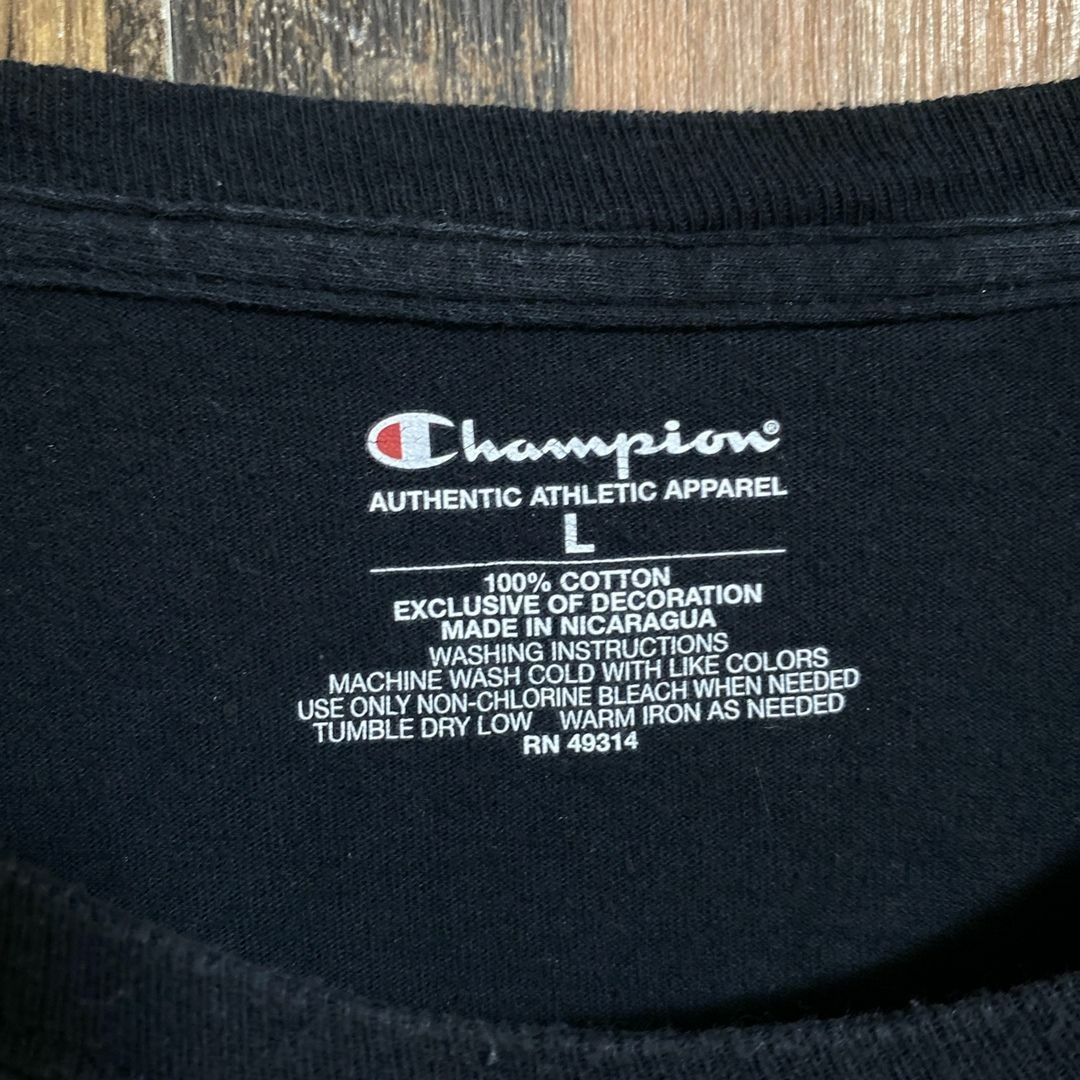 Champion®
AUTHENTIC ATHLETIC APPAREL
L
100% COTTON
EXCLUSIVE OF DECORATION
MADE IN NICARAGUA
WASHING INSTRUCTIONS
MACHINE WASH COLD WITH LIKE COLORS
USE ONLY NON-CHLORINE BLEACH WHEN NEEDED
TUMBLE DRY LOW WARM IRON AS NEEDED
RN 49314